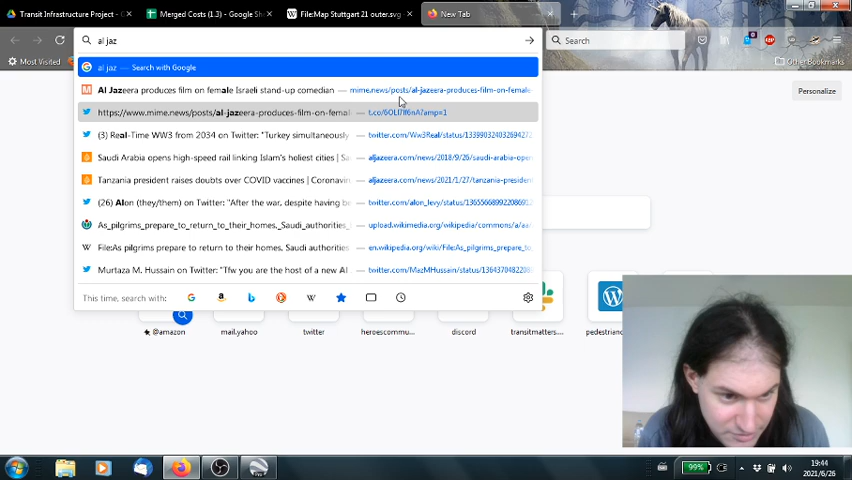 Transit Infrastructure Project -
Merged Costs (1.3) - Google Sh
File:Map Stuttgart 21 outer.svg
New Tab
al jaz
Search
Most Visited
Other Bookmarks
al jaz — Search with Google
Al Jazeera produces film on female Israeli stand-up comedian — mime.news/posts/al-jazeera-produces-film-on-female
https://www.mime.news/posts/al-jazeera-produces-film-on-femal — t.co/
(3) Real-Time WW3 from 2034 on Twitter: "Turkey simultaneously — twitter.com/Ww3Real/status/
Saudi Arabia opens high-speed rail linking Islam's holiest cities | S — aljazeera.com/news/2018/9/26/saudi-arabia-open
Tanzania president raises doubts over COVID vaccines | Coronavir — aljazeera.com/news/2021/1/27/tanzania-presiden
(26) Alon (they/them) on Twitter: "After the war, despite having b — twitter.com/alon_levy/status/
As_pilgrims_prepare_to_return_to_their_homes,_Saudi_authorities_ — upload.wikimedia.org/wikipedia/commons/a/aa/
File:As pilgrims prepare to return to their homes, Saudi authorities — en.wikipedia.org/wiki/File:As_pilgrims_prepare_to_
Murtaza M. Hussain on Twitter: "Tfw you are the host of a new Al — twitter.com/MazMHussain/status/
This time, search with:
Personalize
@amazon
mail.yahoo
twitter
heroescommu...
discord
transitmatters...
pedestrian
99%
19:44
2021/6/26